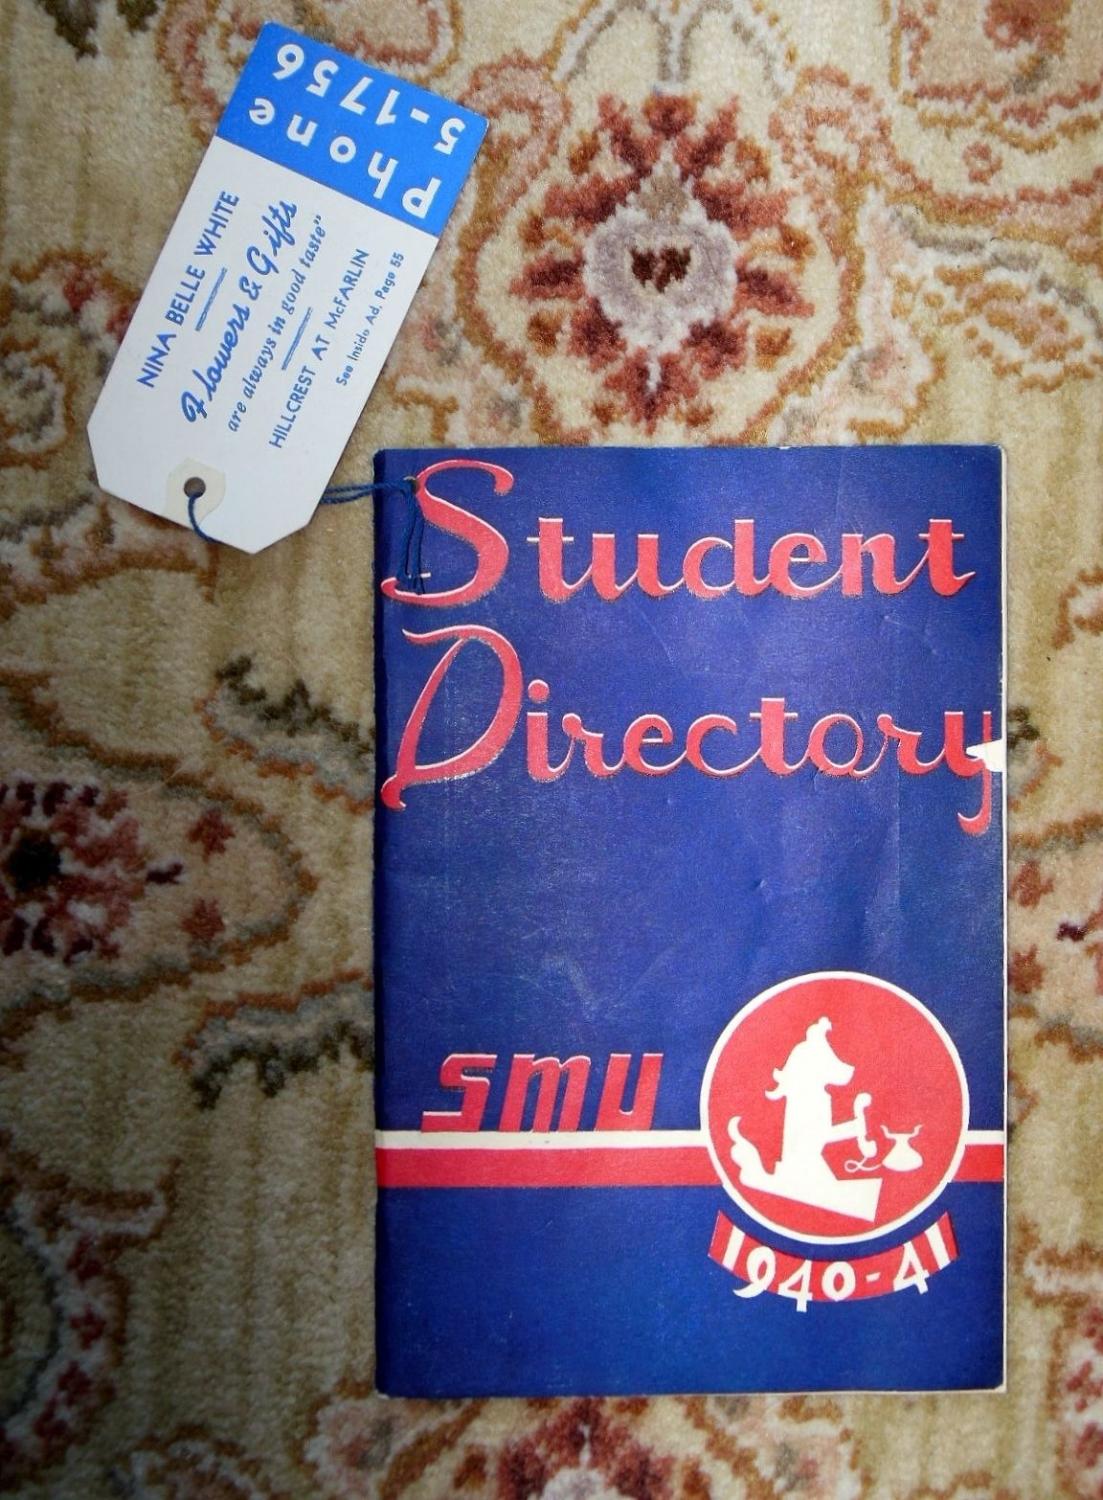 Phone
5-1756
NINA BELLE WHITE
Flowers & Gifts
are always in good taste"
HILLCREST AT McFARLIN
See Inside Ad, Page 55
Student
Directory
SMU
1940-41